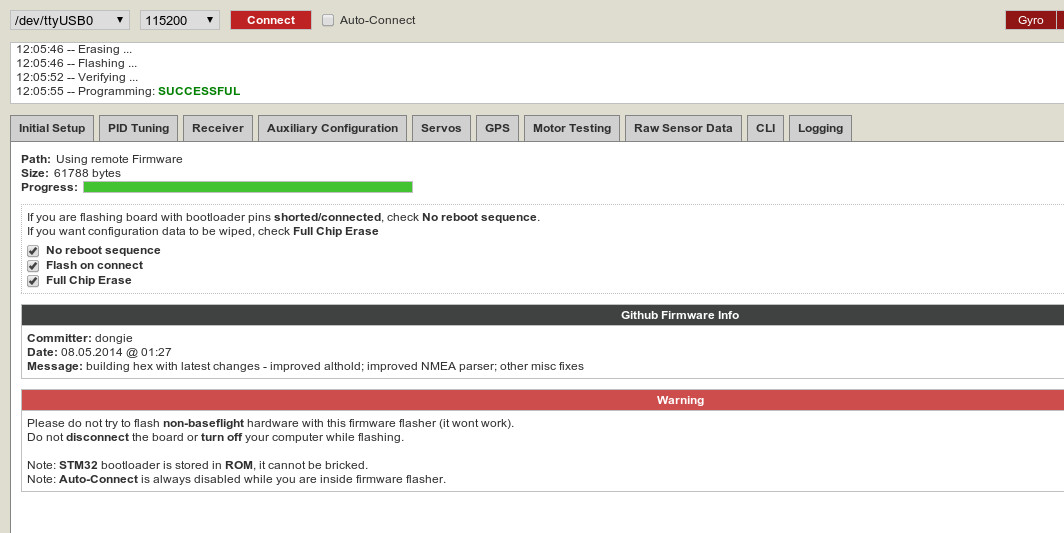 /dev/ttyUSB0 115200 Connect Auto-Connect Gyro
12:05:46 -- Erasing ...
12:05:46 -- Flashing ...
12:05:52 -- Verifying ...
12:05:55 -- Programming: SUCCESSFUL
Initial Setup PID Tuning Receiver Auxiliary Configuration Servos GPS Motor Testing Raw Sensor Data CLI Logging
Path: Using remote Firmware
Size: 61788 bytes
Progress:
If you are flashing board with bootloader pins shorted/connected, check No reboot sequence.
If you want configuration data to be wiped, check Full Chip Erase
No reboot sequence
Flash on connect
Full Chip Erase
Github Firmware Info
Committer: dongie
Date: 08.05.2014 @ 01:27
Message: building hex with latest changes - improved althold; improved NMEA parser; other misc fixes
Warning
Please do not try to flash non-baseflight hardware with this firmware flasher (it wont work).
Do not disconnect the board or turn off your computer while flashing.
Note: STM32 bootloader is stored in ROM, it cannot be bricked.
Note: Auto-Connect is always disabled while you are inside firmware flasher.